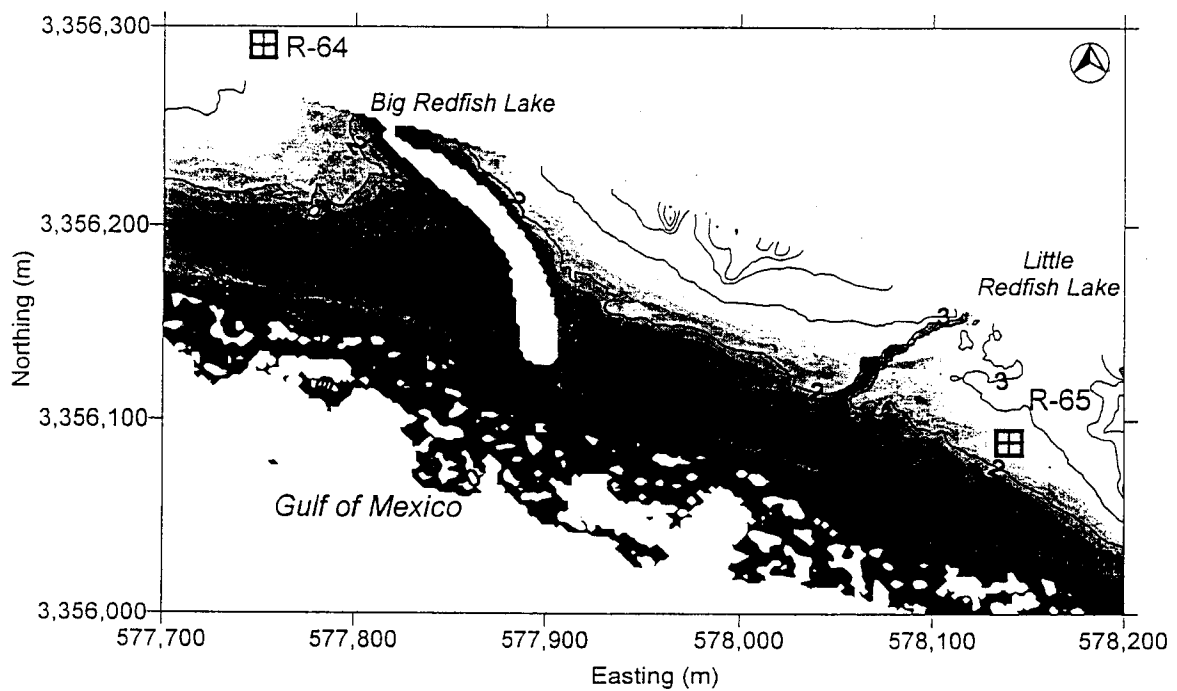 3,356,300
R-64
Big Redfish Lake
2
2
3,356,200
Little
Redfish Lake
3
2
3
R-65
3,356,100
2
0
Gulf of Mexico
3,356,000
577,700
577,800
577,900
578,000
578,100
578,200
Northing (m)
Easting (m)